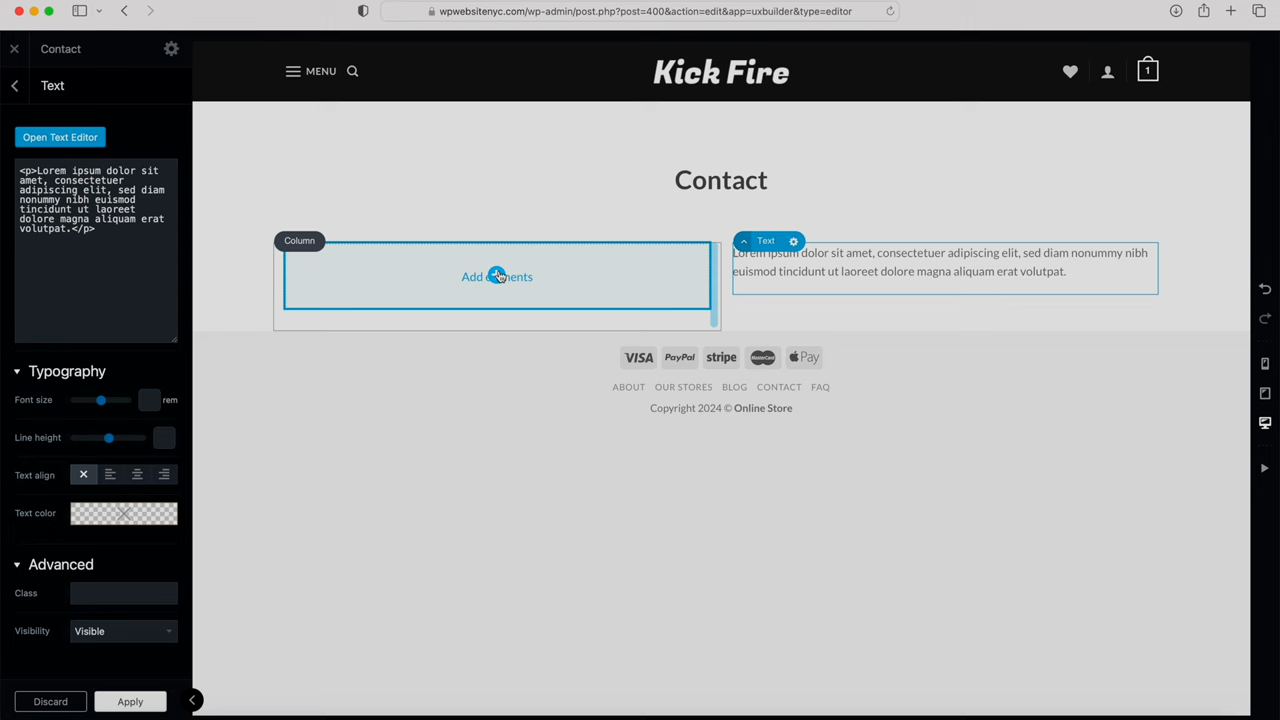 wpwebsitenyc.com/wp-admin/post.php?post=400&action=edit&app=uxbuilder&type=editor
Contact
Text
Open Text Editor
<p>Lorem ipsum dolor sit
amet, consectetuer
adipiscing elit, sed diam
nonummy nibh euismod
tincidunt ut laoreet
dolore magna aliquam erat
volutpat.</p>
Typography
Font size
rem
Line height
Text align
Text color
Advanced
Class
Visibility
Visible
Discard
Apply
MENU
Kick Fire
1
Contact
Column
Add elements
Text
Lorem ipsum dolor sit amet, consectetuer adipiscing elit, sed diam nonummy nibh
euismod tincidunt ut laoreet dolore magna aliquam erat volutpat.
VISA PayPal stripe MasterCard Pay
ABOUT OUR STORES BLOG CONTACT FAQ
Copyright 2024 © Online Store